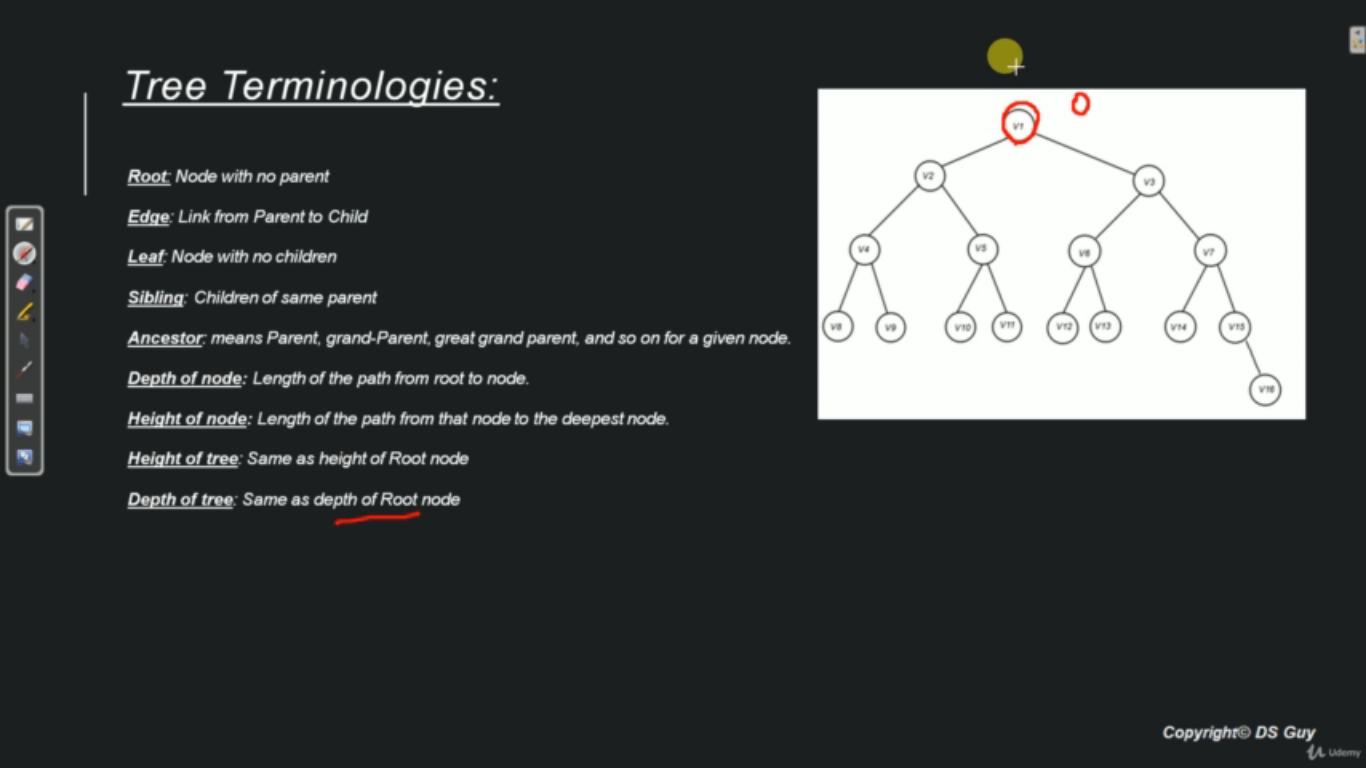 Tree Terminologies:
Root: Node with no parent
Edge: Link from Parent to Child
Leaf: Node with no children
Sibling: Children of same parent
Ancestor: means Parent, grand-Parent, great grand parent, and so on for a given node.
Depth of node: Length of the path from root to node.
Height of node: Length of the path from that node to the deepest node.
Height of tree: Same as height of Root node
Depth of tree: Same as depth of Root node
0
V1
V2 V3
V4 V5 V6 V7
V8 V9 V10 V11 V12 V13 V14 V15
V16
Copyright© DS Guy
Udemy